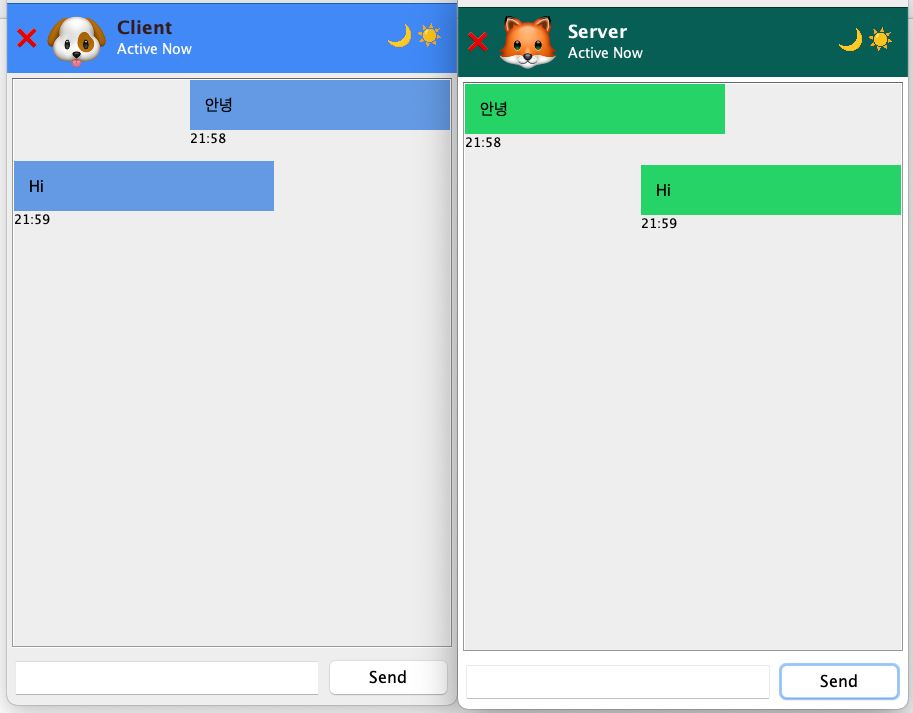 Client
Active Now
안녕
21:58
Hi
21:59
Send
Server
Active Now
안녕
21:58
Hi
21:59
Send